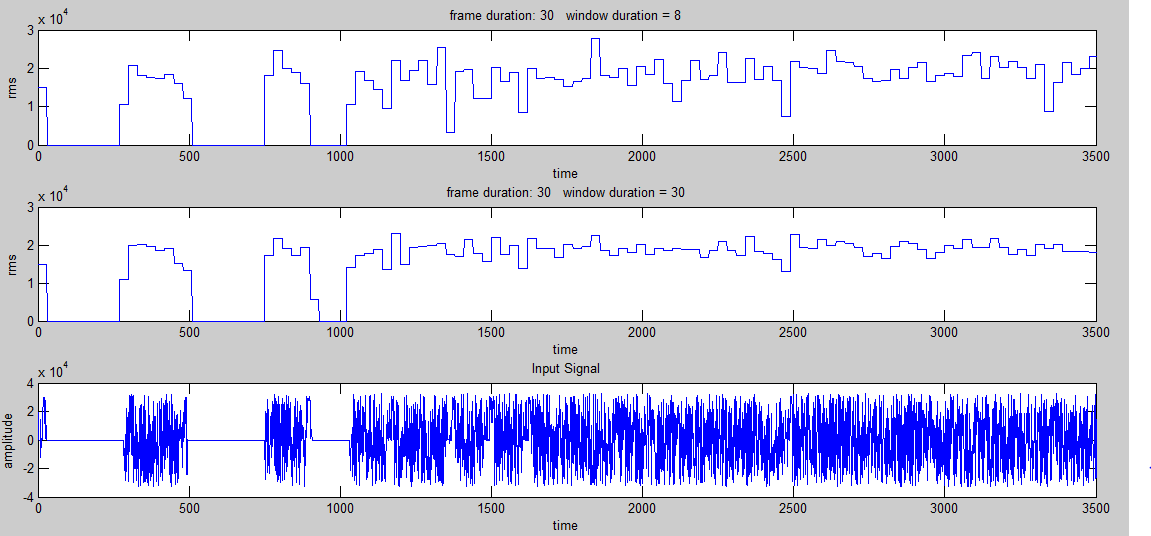 frame duration: 30 window duration = 8
x 10^4
3
2
1
0
rms
0 500 1000 1500 2000 2500 3000 3500
time
frame duration: 30 window duration = 30
x 10^4
3
2
1
0
rms
0 500 1000 1500 2000 2500 3000 3500
time
Input Signal
x 10^4
4
2
0
-2
-4
amplitude
0 500 1000 1500 2000 2500 3000 3500
time